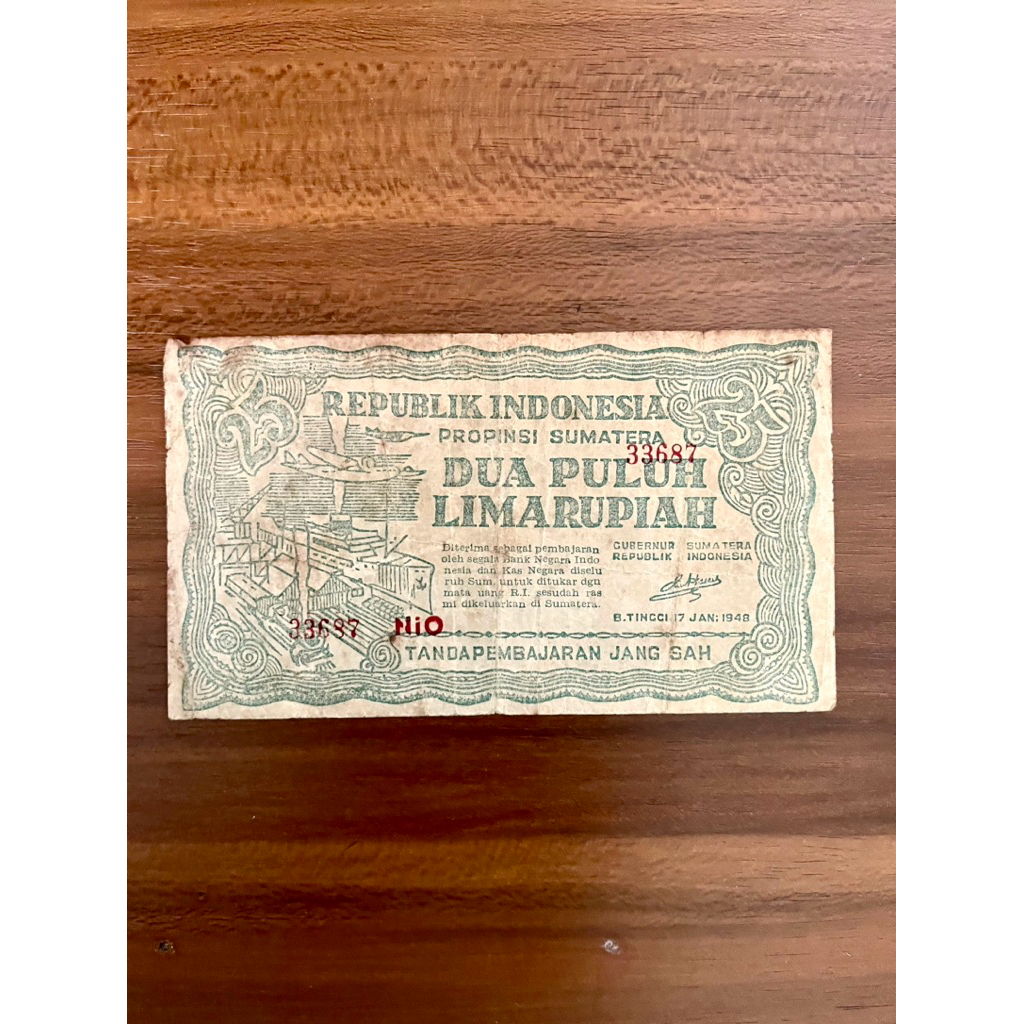 25 REPUBLIK INDONESIA 25
PROPINSI SUMATERA
33687
DUA PULUH
LIMARUPIAH
Diterima sebagai pembajaran
oleh segala Bank Negara Indo
nesia dan Kas Negara diselu
ruh Sum. untuk ditukar dgn
mata uang R.I. sesudah ras
mi dikeluarkan di Sumatera.
GUBERNUR SUMATERA
REPUBLIK INDONESIA
B.TINGGI 17 JAN: 1948
33687 NiO
TANDAPEMBAJARAN JANG SAH